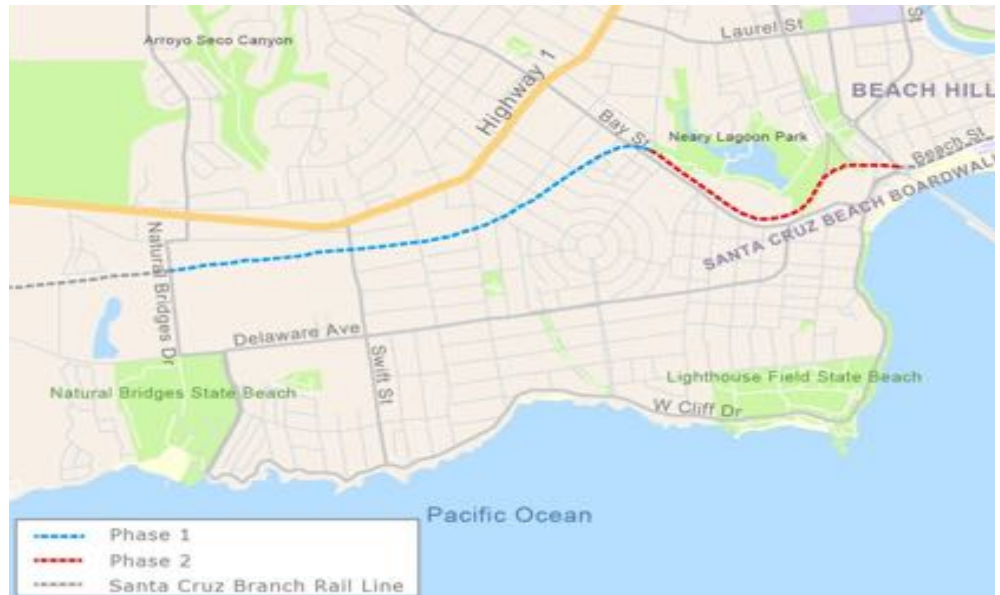 Laurel St
St
Arroyo Seco Canyon
Highway 1
BEACH HILL
Bay St
Neary Lagoon Park
Beach St
SANTA CRUZ BEACH BOARDWALK
Natural Bridges Dr
Delaware Ave
Swift St
Natural Bridges State Beach
Lighthouse Field State Beach
W Cliff Dr
Pacific Ocean
Phase 1
Phase 2
Santa Cruz Branch Rail Line